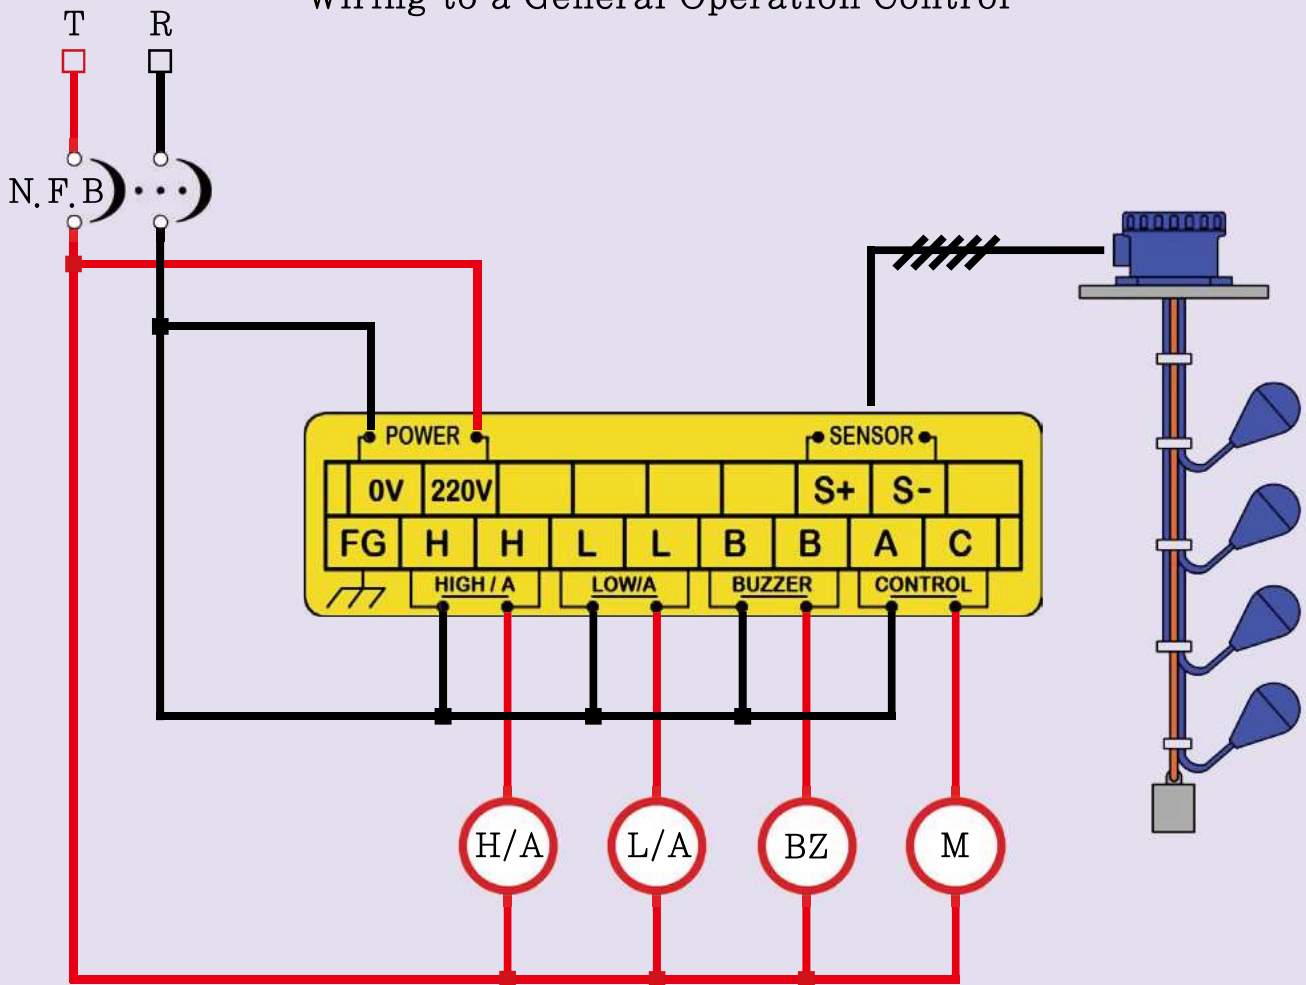 Wiring to a General Operation Control
T R
N.F.B
POWER SENSOR
0V 220V S+ S-
FG H H L L B B A C
HIGH / A LOW/A BUZZER CONTROL
H/A L/A BZ M